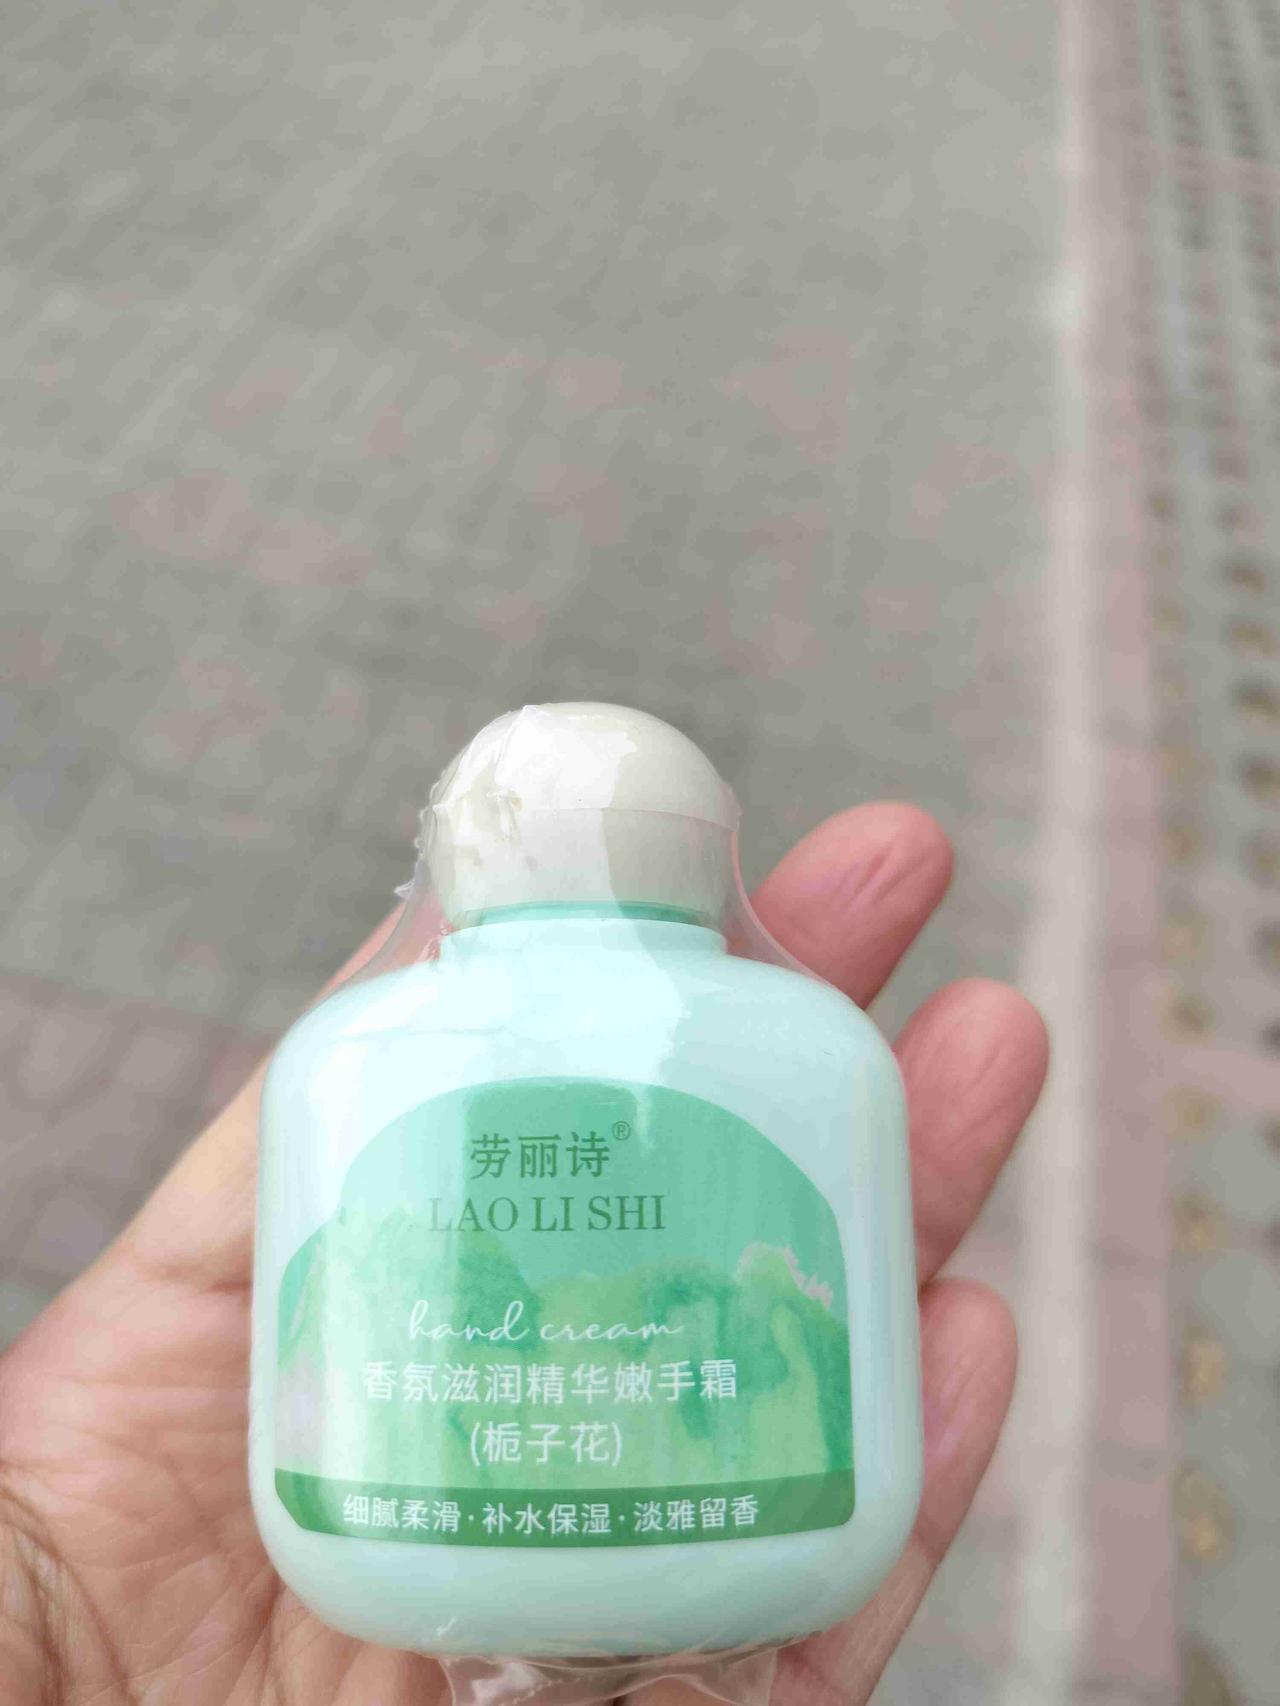 劳丽诗®
LAO LI SHI
hand cream
香氛滋润精华嫩手霜
(栀子花)
细腻柔滑·补水保湿·淡雅留香